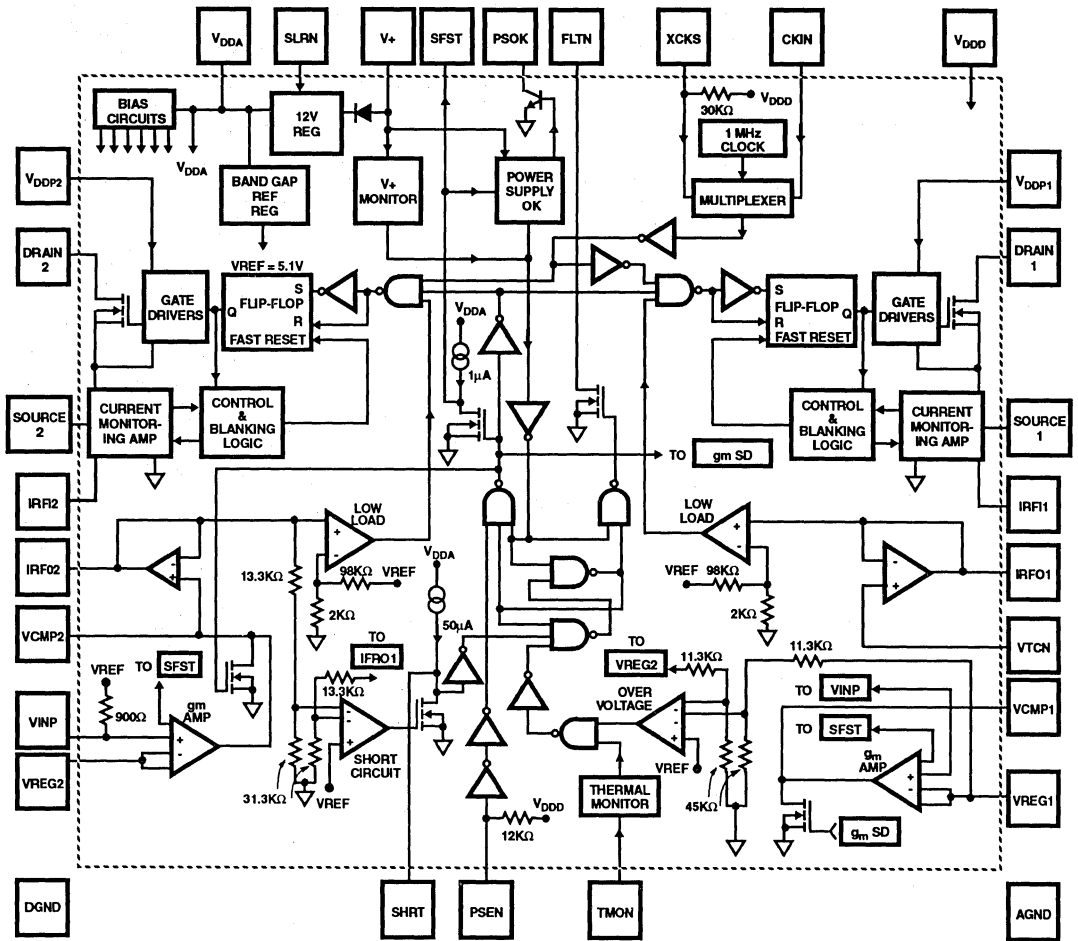 VDDA
SLRN
V+
SFST
PSOK
FLTN
XCKS
CKIN
VDDD
BIAS
CIRCUITS
12V
REG
30KΩ
VDDD
1 MHz
CLOCK
VDDA
BAND GAP
REF
REG
V+
MONITOR
POWER
SUPPLY
OK
MULTIPLEXER
VDDP2
VDDP1
DRAIN
2
DRAIN
1
VREF = 5.1V
GATE
DRIVERS
Q
S
FLIP-FLOP
R
FAST RESET
VDDA
1µA
S
FLIP-FLOP
Q
R
FAST RESET
GATE
DRIVERS
SOURCE
2
CURRENT
MONITOR-
ING AMP
CONTROL
&
BLANKING
LOGIC
CONTROL
&
BLANKING
LOGIC
CURRENT
MONITOR-
ING AMP
SOURCE
1
TO
gm SD
IRFI2
IRFI1
LOW
LOAD
LOW
LOAD
IRF02
IRFO1
13.3KΩ
98KΩ
VREF
2KΩ
VDDA
50µA
VREF
98KΩ
2KΩ
VCMP2
VTCN
TO
SFST
VREF
900Ω
gm
AMP
TO
IFRO1
13.3KΩ
TO
VREG2
11.3KΩ
11.3KΩ
OVER
VOLTAGE
TO
VINP
TO
SFST
gm
AMP
VCMP1
VINP
VREG2
SHORT
CIRCUIT
31.3KΩ
VREF
VREF
45KΩ
THERMAL
MONITOR
VREG1
VDDD
12KΩ
gm SD
DGND
SHRT
PSEN
TMON
AGND